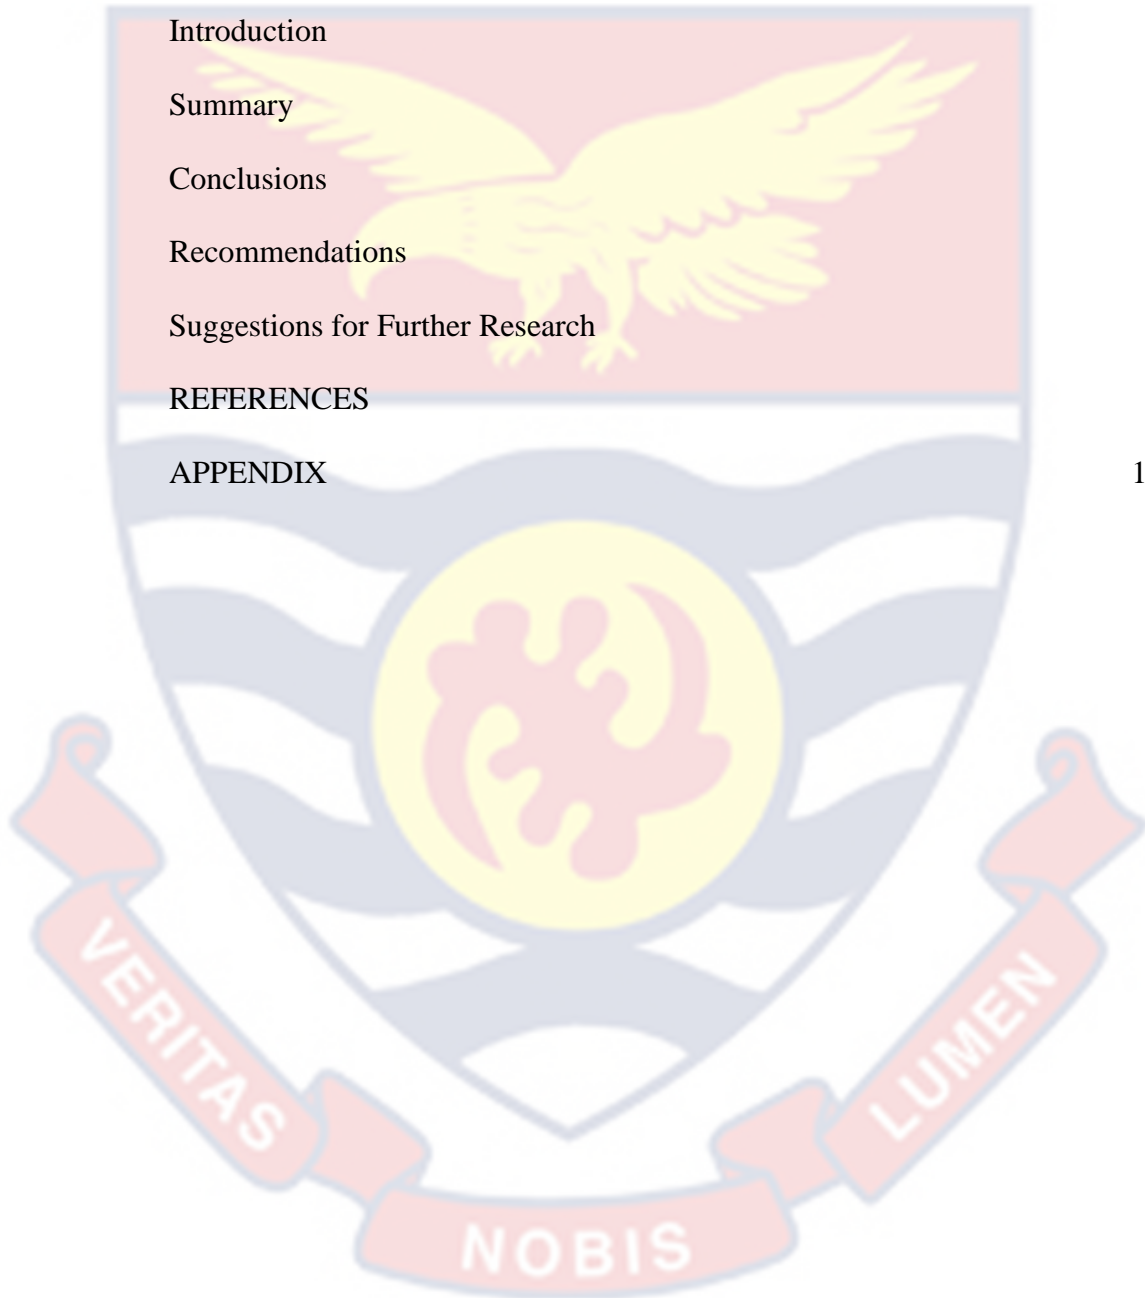 Introduction
Summary
Conclusions
Recommendations
Suggestions for Further Research
REFERENCES
APPENDIX 1
VERITAS
NOBIS
LUMEN